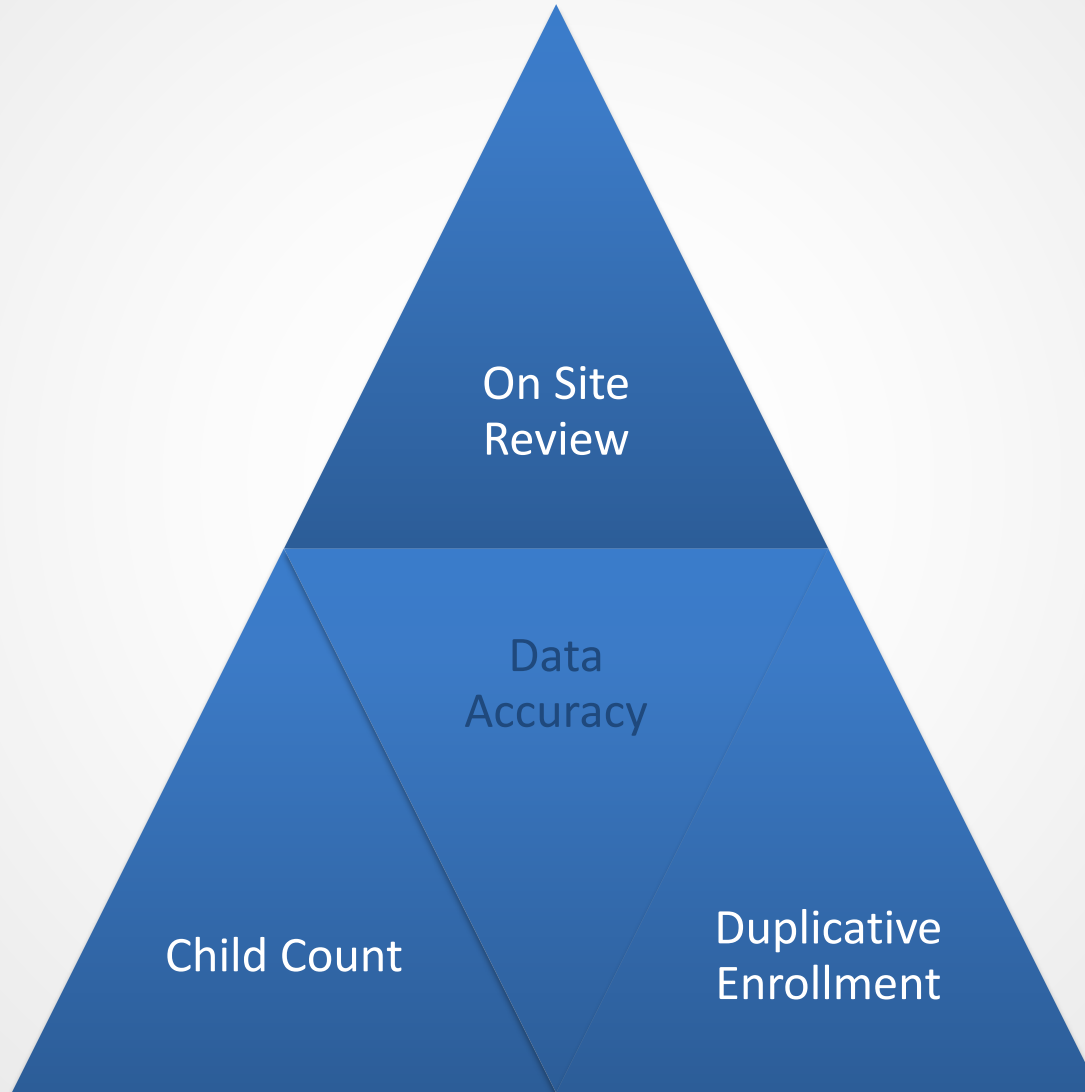 On Site
Review
Data
Accuracy
Child Count
Duplicative
Enrollment